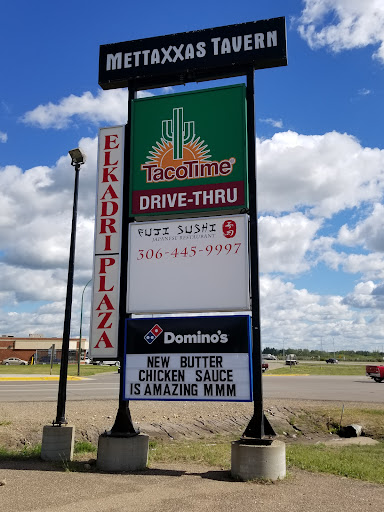 METTAXXAS TAVERN
ELKADRI PLAZA
TacoTime®
DRIVE-THRU
FUJI SUSHI
JAPANESE RESTAURANT
306-445-9997
Domino's
NEW BUTTER
CHICKEN SAUCE
IS AMAZING MMM